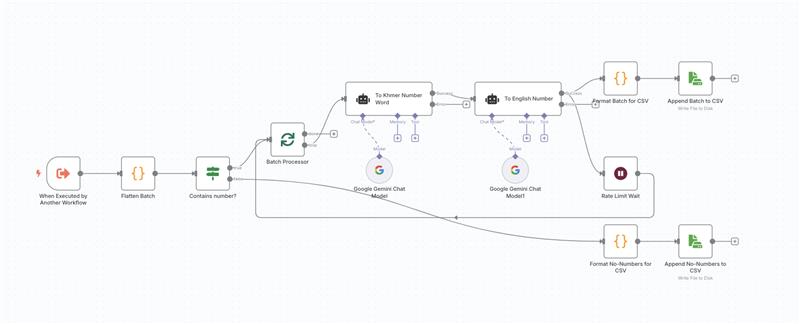 When Executed by
Another Workflow
Flatten Batch
Contains number?
true
Batch Processor
done
loop
To Khmer Number
Word
Success
Error
Chat Model*
Memory
Tool
Model
Google Gemini Chat
Model
To English Number
Success
Error
Chat Model*
Memory
Tool
Model
Google Gemini Chat
Model1
Format Batch for CSV
Append Batch to CSV
Write File to Disk
Rate Limit Wait
Format No-Numbers for
CSV
Append No-Numbers to
CSV
Write File to Disk